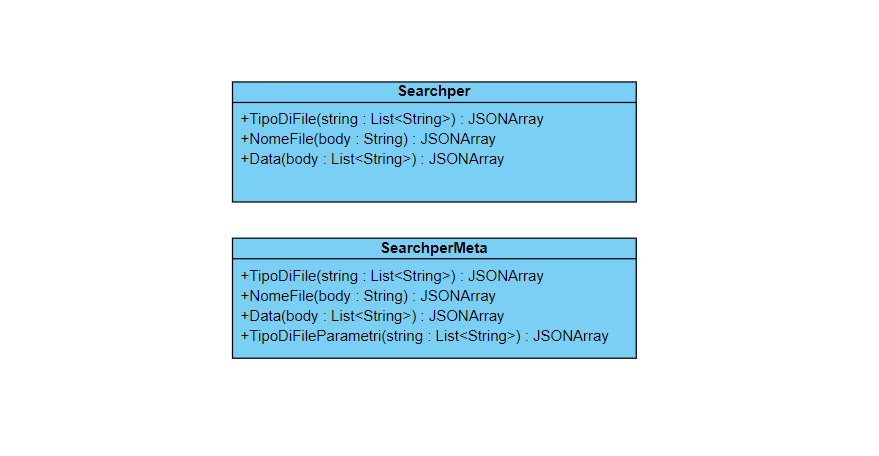 Searchper
+TipoDiFile(string : List<String>) : JSONArray
+NomeFile(body : String) : JSONArray
+Data(body : List<String>) : JSONArray
SearchperMeta
+TipoDiFile(string : List<String>) : JSONArray
+NomeFile(body : String) : JSONArray
+Data(body : List<String>) : JSONArray
+TipoDiFileParametri(string : List<String>) : JSONArray